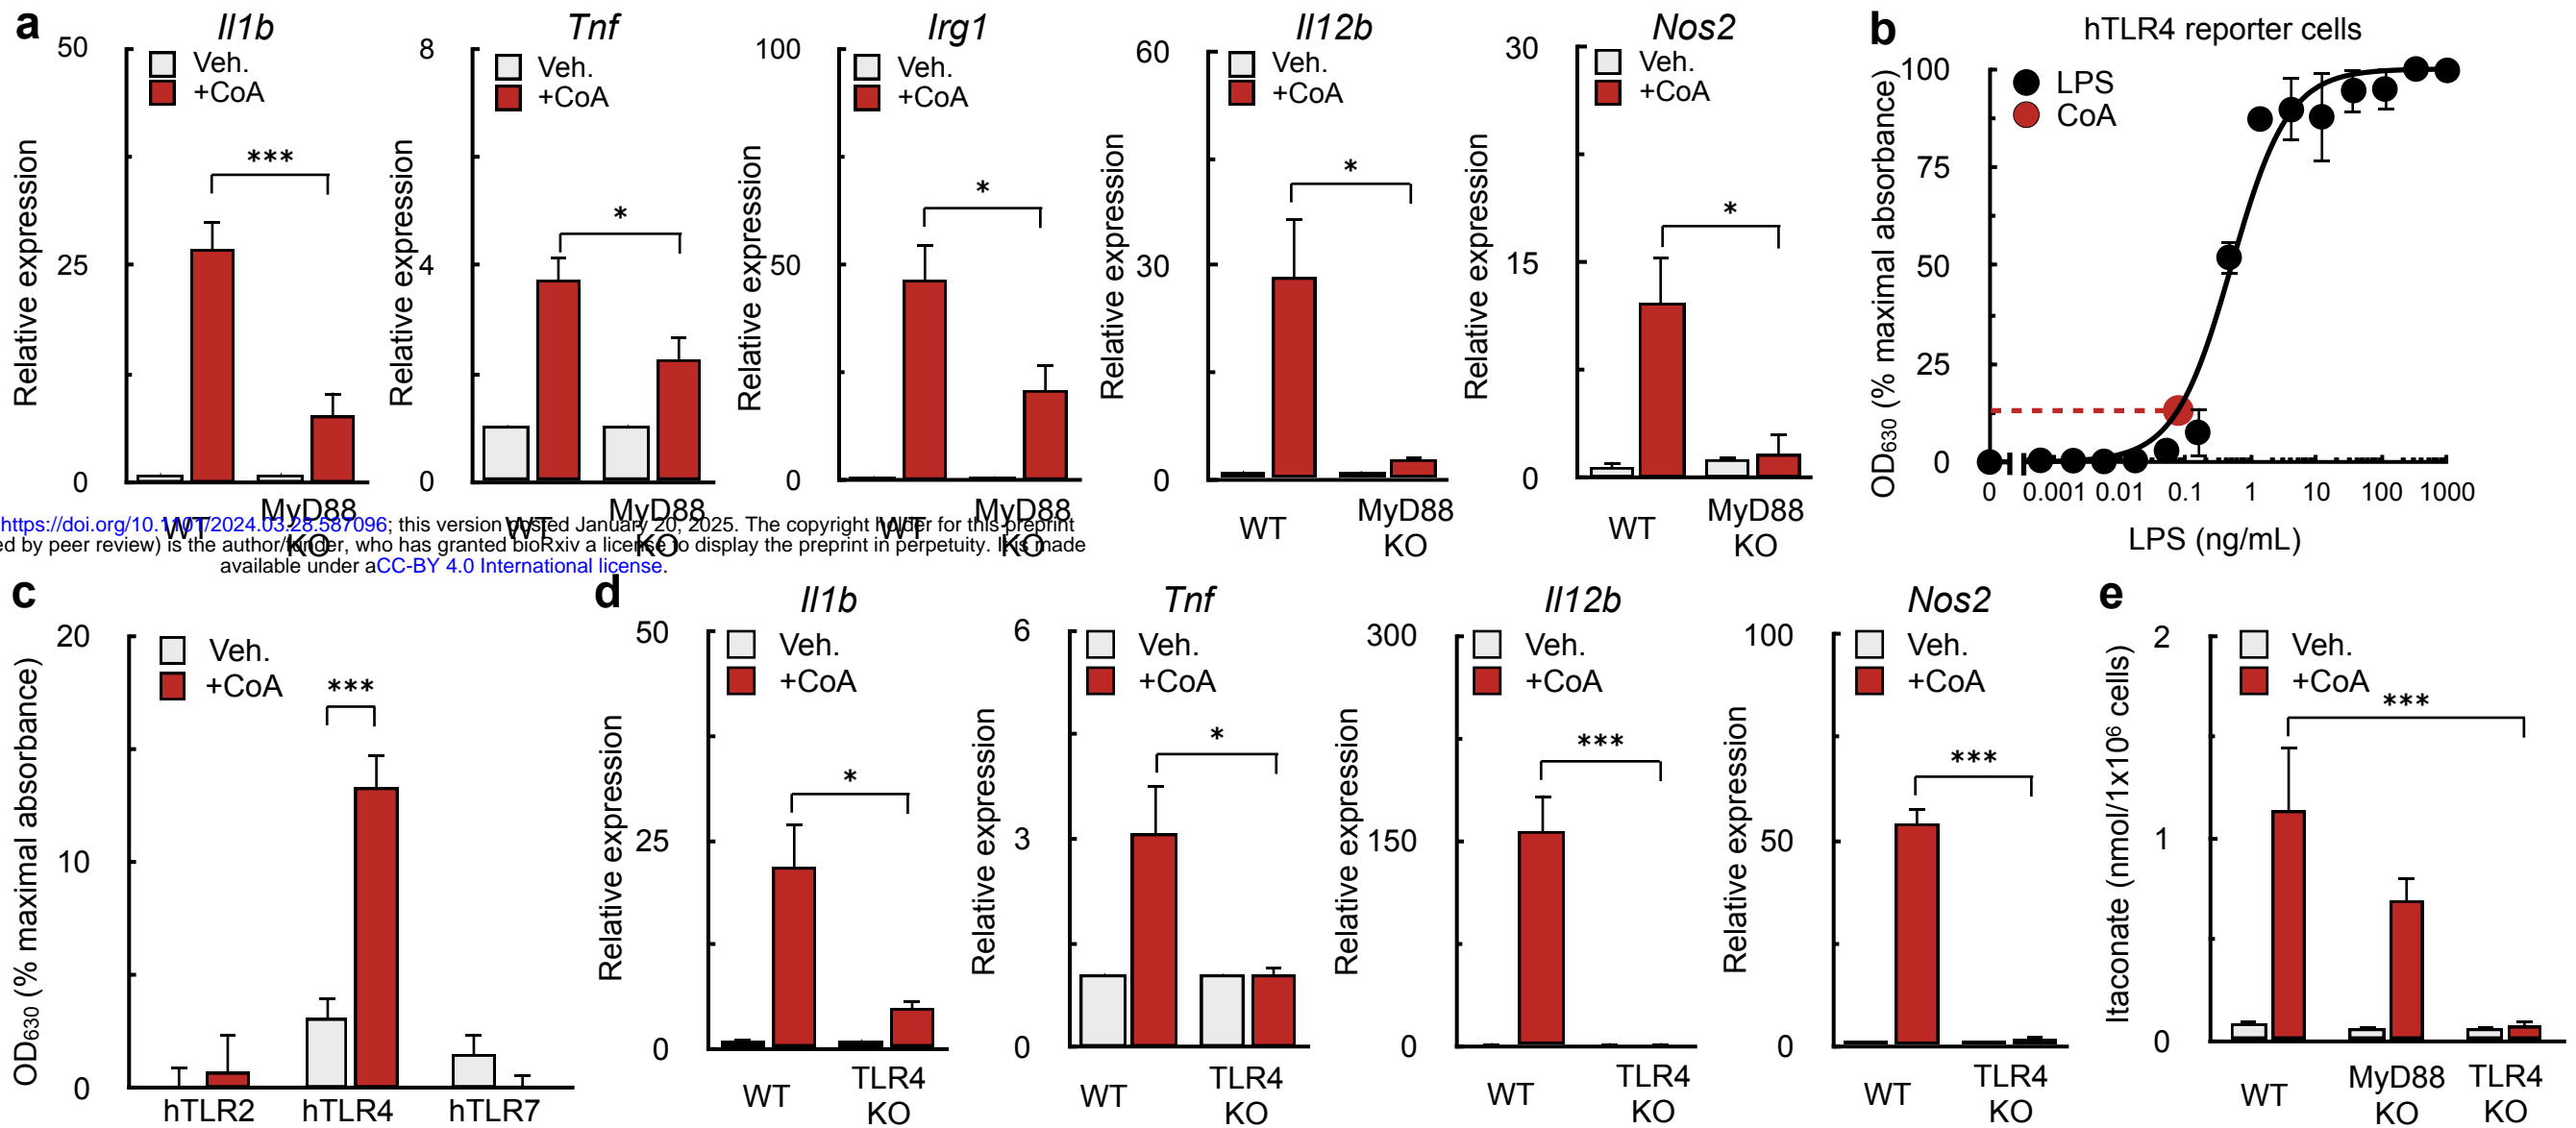 a
Il1b
Tnf
Irg1
Il12b
Nos2
b
hTLR4 reporter cells
50
25
0
Relative expression
Veh.
+CoA
***
WT
MyD88
KO
8
4
0
Relative expression
Veh.
+CoA
*
WT
MyD88
KO
100
50
0
Relative expression
Veh.
+CoA
*
WT
MyD88
KO
60
30
0
Relative expression
Veh.
+CoA
*
WT
MyD88
KO
30
15
0
Relative expression
Veh.
+CoA
*
WT
MyD88
KO
OD630 (% maximal absorbance)
100
75
50
25
0
LPS
CoA
0 0.001 0.01 0.1 1 10 100 1000
LPS (ng/mL)
https://doi.org/10.1101/2024.03.28.587096; this version posted January 20, 2025. The copyright holder for this preprint
ed by peer review) is the author/funder, who has granted bioRxiv a license to display the preprint in perpetuity. It is made
available under aCC-BY 4.0 International license.
c
OD630 (% maximal absorbance)
20
10
0
Veh.
+CoA
***
hTLR2 hTLR4 hTLR7
d
Il1b
Relative expression
50
25
0
Veh.
+CoA
*
WT
TLR4
KO
Tnf
Relative expression
6
3
0
Veh.
+CoA
*
WT
TLR4
KO
Il12b
Relative expression
300
150
0
Veh.
+CoA
***
WT
TLR4
KO
Nos2
Relative expression
100
50
0
Veh.
+CoA
***
WT
TLR4
KO
e
Itaconate (nmol/1x10⁶ cells)
2
1
0
Veh.
+CoA
***
WT
MyD88
KO
TLR4
KO